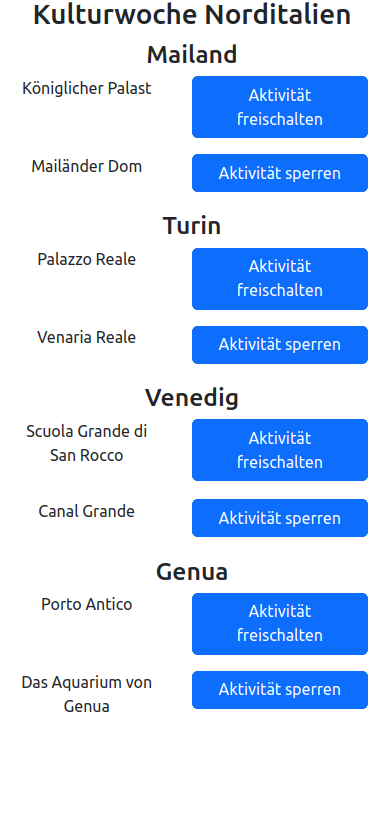 Kulturwoche Norditalien
Mailand
Königlicher Palast
Aktivität
freischalten
Mailänder Dom
Aktivität sperren
Turin
Palazzo Reale
Aktivität
freischalten
Venaria Reale
Aktivität sperren
Venedig
Scuola Grande di
San Rocco
Aktivität
freischalten
Canal Grande
Aktivität sperren
Genua
Porto Antico
Aktivität
freischalten
Das Aquarium von
Genua
Aktivität sperren